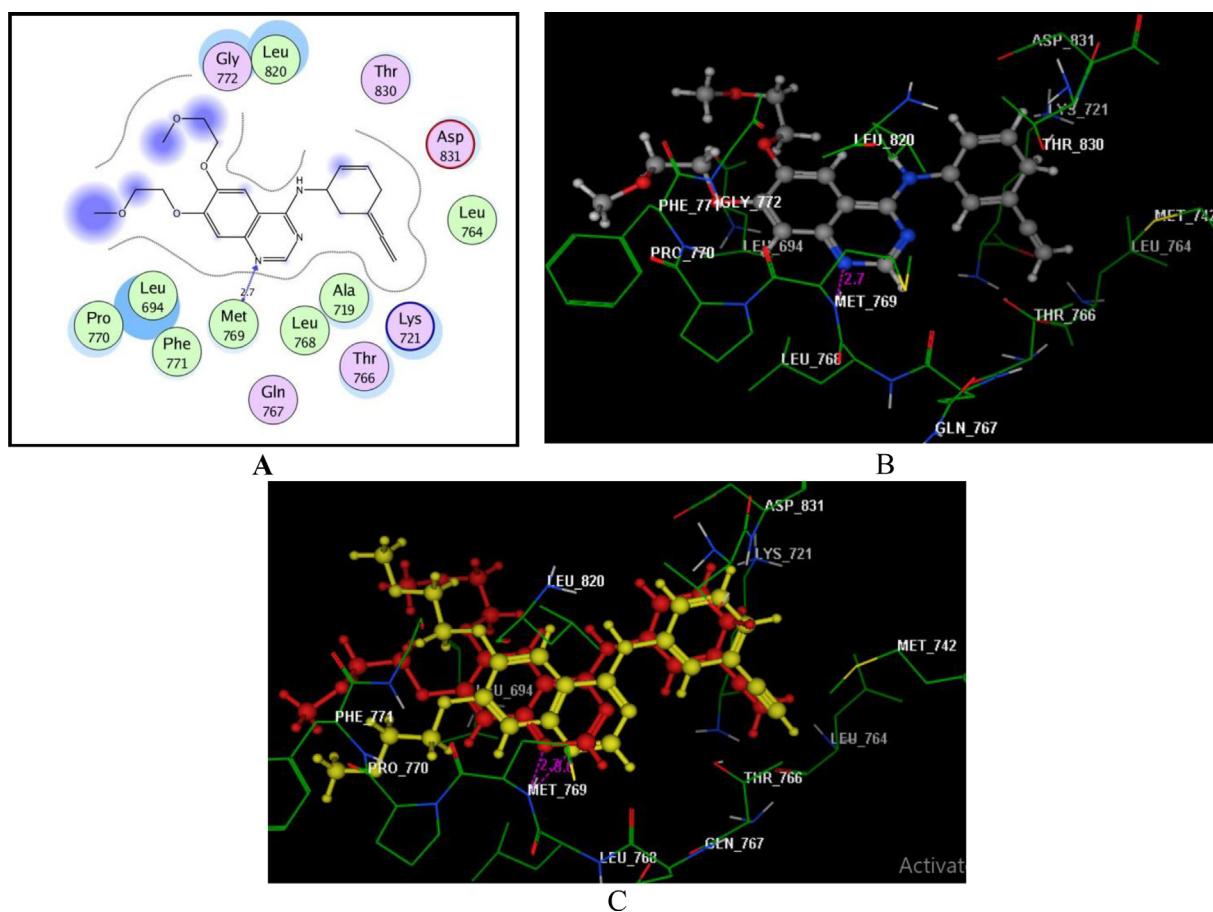 Gly
772
Leu
820
Thr
830
Asp
831
Leu
764
O
O
O
O
H
N
N
N
2.7
Leu
694
Pro
770
Phe
771
Met
769
Leu
768
Ala
719
Lys
721
Thr
766
Gln
767
A
ASP_831
LYS_721
LEU_820
THR_830
PHE_771
GLY_772
MET_742
PRO_770
LEU_694
LEU_764
2.7
MET_769
THR_766
LEU_768
GLN_767
B
ASP_831
LYS_721
LEU_820
MET_742
LEU_694
PHE_771
LEU_764
PRO_770
THR_766
MET_769
GLN_767
LEU_768
Activate
C